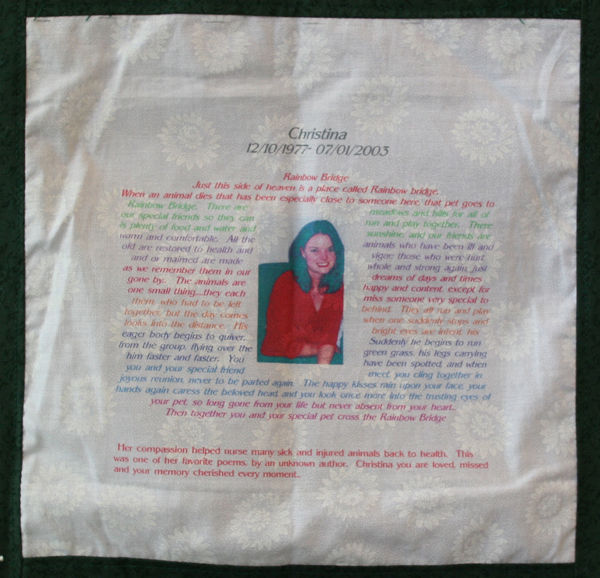 Christina
12/10/1977- 07/01/2003
Rainbow Bridge
Just this side of heaven is a place called Rainbow bridge.
When an animal dies that has been especially close to someone here, that pet goes to
Rainbow Bridge. There are meadows and hills for all of
our special friends so they can run and play together. There
is plenty of food and water and sunshine, and our friends are
warm and comfortable. All the animals who have been ill and
old are restored to health and vigor; those who were hurt
and or maimed are made whole and strong again, just
as we remember them in our dreams of days and times
gone by. The animals are happy and content, except for
one small thing...they each miss someone very special to
them, who had to be left behind. They all run and play
together, but the day comes when one suddenly stops and
looks into the distance. His bright eyes are intent, his
eager body begins to quiver. Suddenly he begins to run
from the group, flying over the green grass, his legs carrying
him faster and faster. You have been spotted, and when
you and your special friend meet, you cling together in
joyous reunion, never to be parted again. The happy kisses rain upon your face, your
hands again caress the beloved head, and you look once more into the trusting eyes of
your pet, so long gone from your life but never absent from your heart..
Then together you and your special pet cross the Rainbow Bridge
Her compassion helped nurse many sick and injured animals back to health. This
was one of her favorite poems, by an unknown author. Christina you are loved, missed
and your memory cherished every moment..